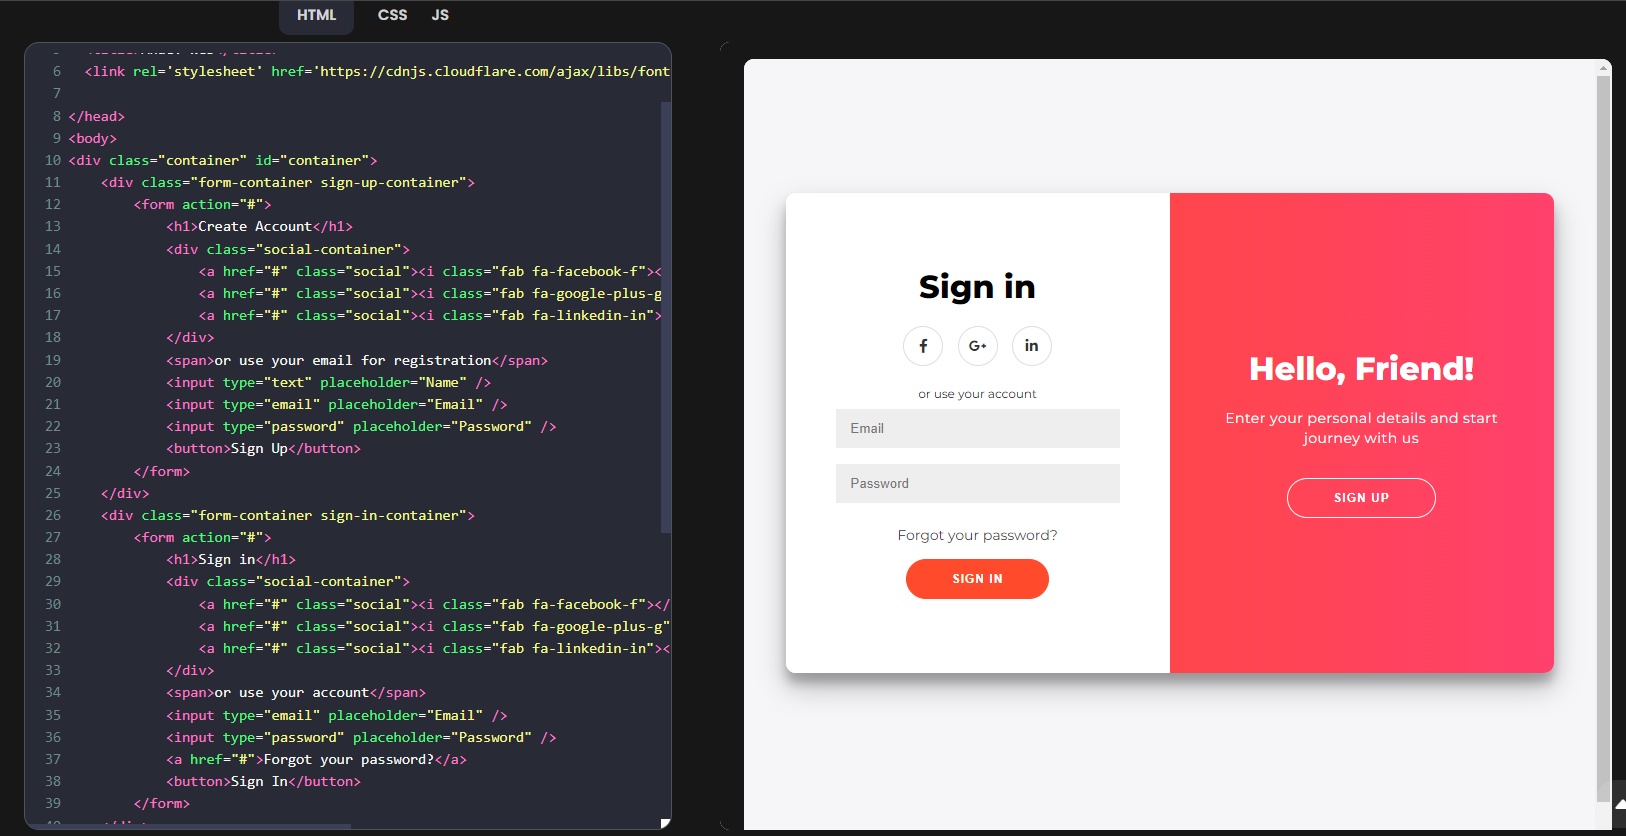 HTML CSS JS
6 <link rel='stylesheet' href='https://cdnjs.cloudflare.com/ajax/libs/font
7
8 </head>
9 <body>
10 <div class="container" id="container">
11 <div class="form-container sign-up-container">
12 <form action="#">
13 <h1>Create Account</h1>
14 <div class="social-container">
15 <a href="#" class="social"><i class="fab fa-facebook-f"><
16 <a href="#" class="social"><i class="fab fa-google-plus-g
17 <a href="#" class="social"><i class="fab fa-linkedin-in">
18 </div>
19 <span>or use your email for registration</span>
20 <input type="text" placeholder="Name" />
21 <input type="email" placeholder="Email" />
22 <input type="password" placeholder="Password" />
23 <button>Sign Up</button>
24 </form>
25 </div>
26 <div class="form-container sign-in-container">
27 <form action="#">
28 <h1>Sign in</h1>
29 <div class="social-container">
30 <a href="#" class="social"><i class="fab fa-facebook-f"></
31 <a href="#" class="social"><i class="fab fa-google-plus-g"
32 <a href="#" class="social"><i class="fab fa-linkedin-in"><
33 </div>
34 <span>or use your account</span>
35 <input type="email" placeholder="Email" />
36 <input type="password" placeholder="Password" />
37 <a href="#">Forgot your password?</a>
38 <button>Sign In</button>
39 </form>
Sign in
f G+ in
or use your account
Email
Password
Forgot your password?
SIGN IN
Hello, Friend!
Enter your personal details and start
journey with us
SIGN UP